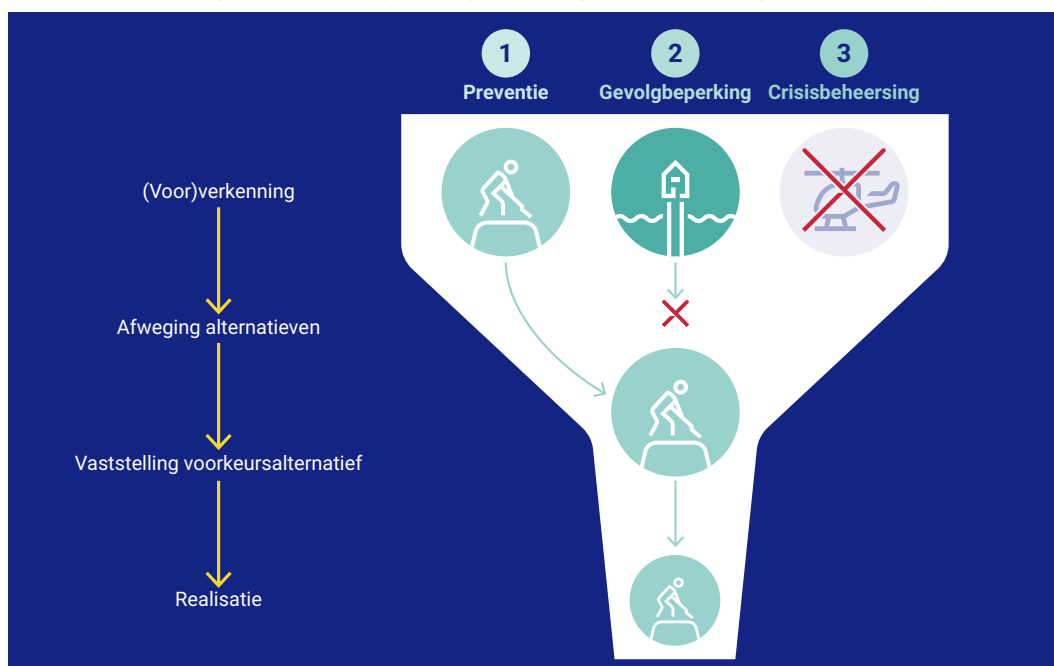 1
2
3
Preventie
Gevolgbeperking
Crisisbeheersing
(Voor)verkenning
Afweging alternatieven
Vaststelling voorkeursalternatief
Realisatie